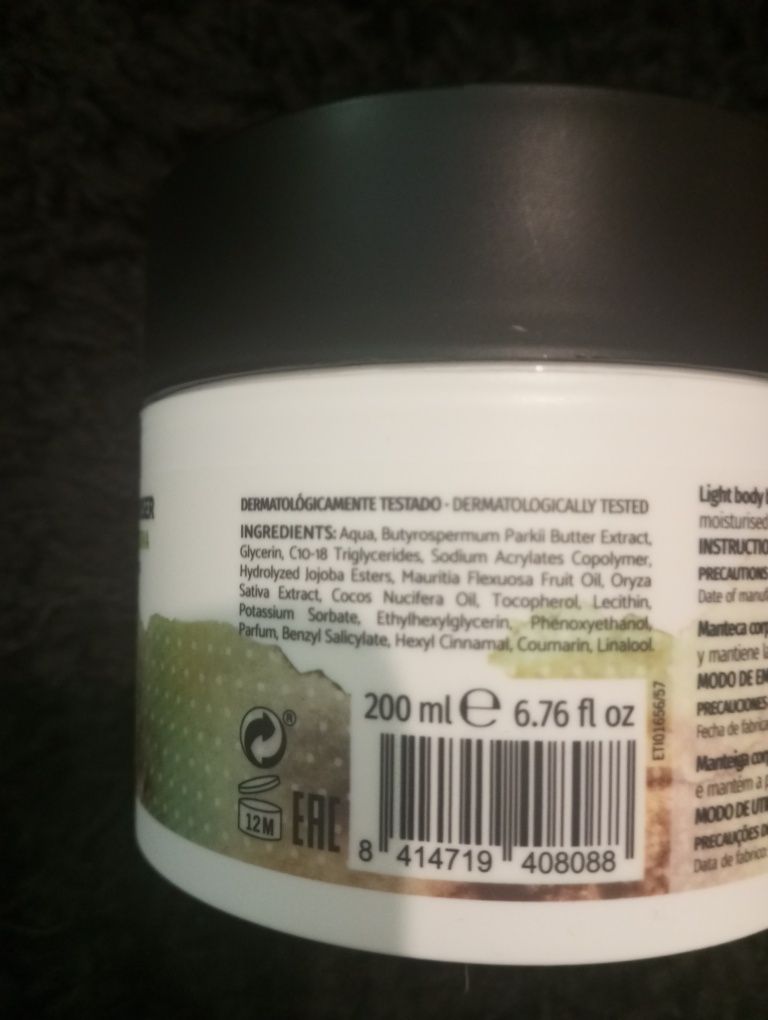 DERMATOLÓGICAMENTE TESTADO - DERMATOLOGICALLY TESTED
INGREDIENTS: Aqua, Butyrospermum Parkii Butter Extract,
Glycerin, C10-18 Triglycerides, Sodium Acrylates Copolymer,
Hydrolyzed Jojoba Esters, Mauritia Flexuosa Fruit Oil, Oryza
Sativa Extract, Cocos Nucifera Oil, Tocopherol, Lecithin,
Potassium Sorbate, Ethylhexylglycerin, Phenoxyethanol,
Parfum, Benzyl Salicylate, Hexyl Cinnamal, Coumarin, Linalool
200 ml ℮ 6.76 fl oz
ETI01656/57
®
12M
EAC
8 414719 408088
Light body
moisturised
INSTRUCTIO
PRECAUTIONS
Date of manuf
Manteca corp
y mantiene la
MODO DE EM
PRECAUCIONES
Fecha de fabrica
Manteiga corp
e mantém a p
MODO DE UTI
PRECAUÇÕES D
Data de fabrico